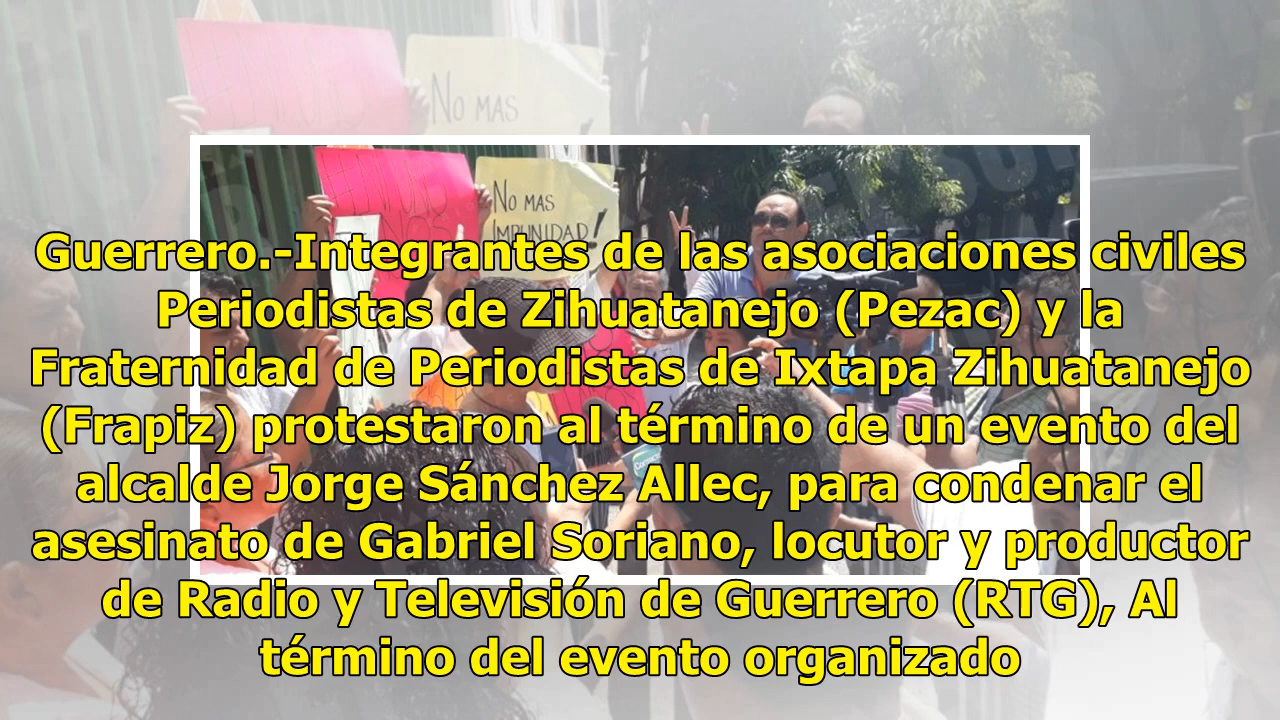 No MAS
No MAS
IMPUNIDAD!
Guerrero.-Integrantes de las asociaciones civiles
Periodistas de Zihuatanejo (Pezac) y la
Fraternidad de Periodistas de Ixtapa Zihuatanejo
(Frapiz) protestaron al término de un evento del
alcalde Jorge Sánchez Allec, para condenar el
asesinato de Gabriel Soriano, locutor y productor
de Radio y Televisión de Guerrero (RTG), Al
término del evento organizado